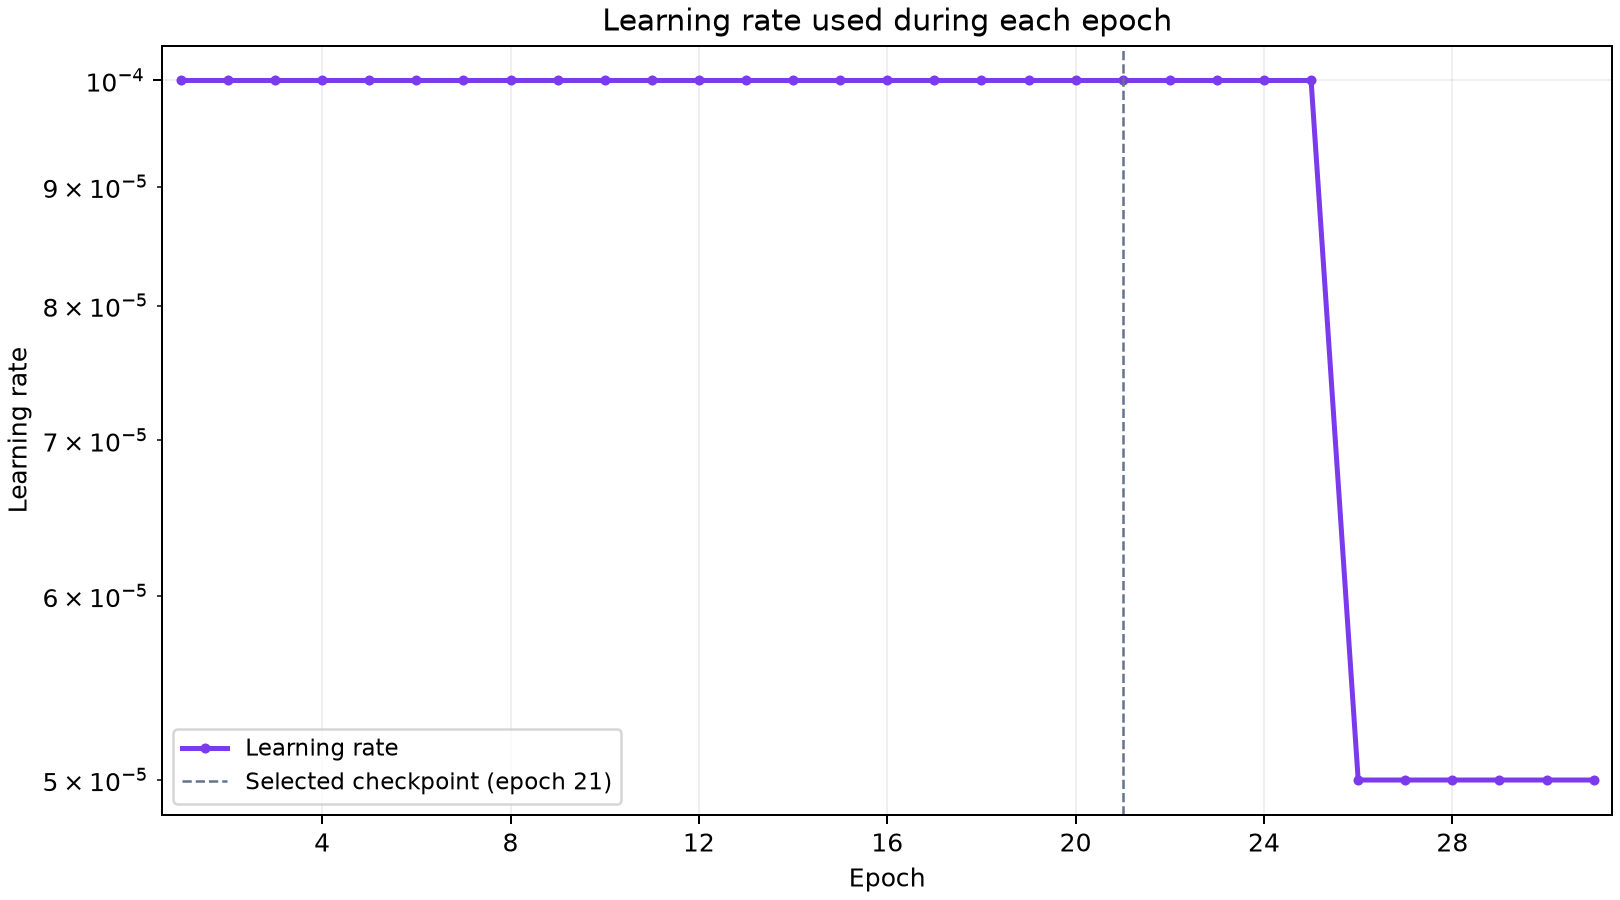 Learning rate used during each epoch
10⁻⁴
9 × 10⁻⁵
8 × 10⁻⁵
7 × 10⁻⁵
6 × 10⁻⁵
5 × 10⁻⁵
Learning rate
Learning rate
Selected checkpoint (epoch 21)
4 8 12 16 20 24 28
Epoch